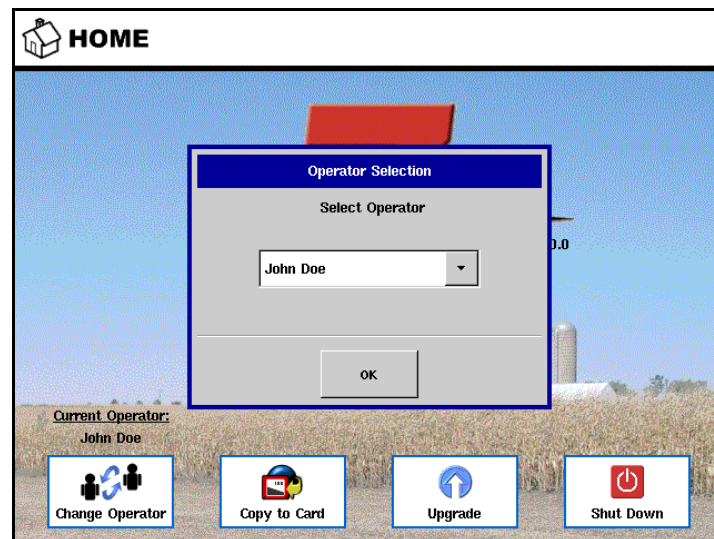 HOME
Operator Selection
Select Operator
John Doe
OK
Current Operator:
John Doe
Change Operator
Copy to Card
Upgrade
Shut Down